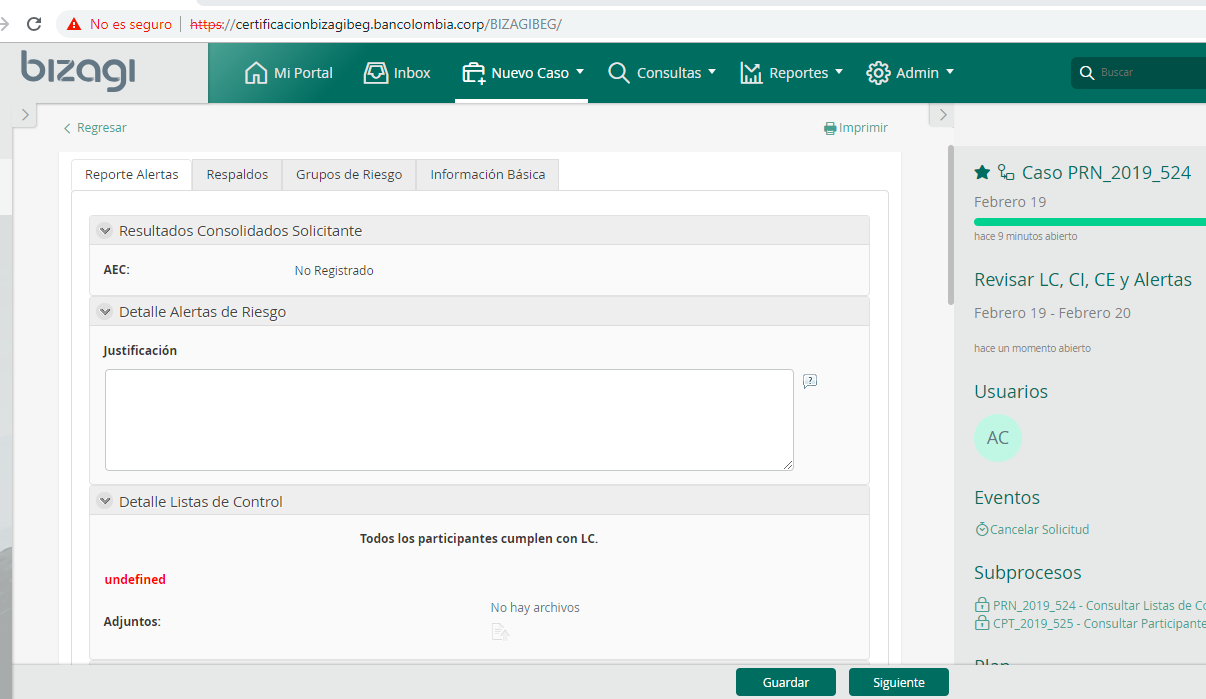 No es seguro | https://certificacionbizagibeg.bancolombia.corp/BIZAGIBEG/
bizagi
Mi Portal
Inbox
Nuevo Caso
Consultas
Reportes
Admin
Buscar
Regresar
Imprimir
Reporte Alertas
Respaldos
Grupos de Riesgo
Información Básica
Resultados Consolidados Solicitante
AEC:
No Registrado
Detalle Alertas de Riesgo
Justificación
Detalle Listas de Control
Todos los participantes cumplen con LC.
undefined
No hay archivos
Adjuntos:
Guardar
Siguiente
Caso PRN_2019_524
Febrero 19
hace 9 minutos abierto
Revisar LC, CI, CE y Alertas
Febrero 19 - Febrero 20
hace un momento abierto
Usuarios
AC
Eventos
Cancelar Solicitud
Subprocesos
PRN_2019_524 - Consultar Listas de Co
CPT_2019_525 - Consultar Participante